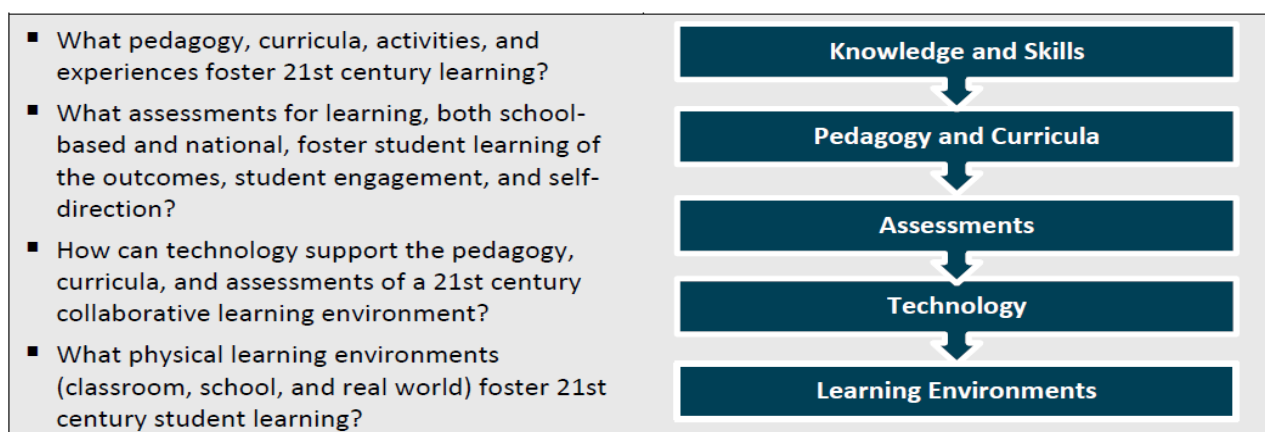 ▪ What pedagogy, curricula, activities, and
experiences foster 21st century learning?
▪ What assessments for learning, both school-
based and national, foster student learning of
the outcomes, student engagement, and self-
direction?
▪ How can technology support the pedagogy,
curricula, and assessments of a 21st century
collaborative learning environment?
▪ What physical learning environments
(classroom, school, and real world) foster 21st
century student learning?
Knowledge and Skills
Pedagogy and Curricula
Assessments
Technology
Learning Environments